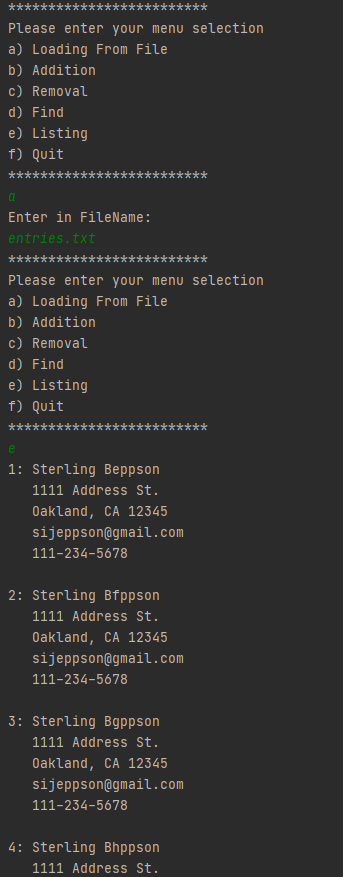 *************************
Please enter your menu selection
a) Loading From File
b) Addition
c) Removal
d) Find
e) Listing
f) Quit
*************************
a
Enter in FileName:
entries.txt
*************************
Please enter your menu selection
a) Loading From File
b) Addition
c) Removal
d) Find
e) Listing
f) Quit
*************************
e
1: Sterling Beppson
   1111 Address St.
   Oakland, CA 12345
   sijeppson@gmail.com
   111-234-5678

2: Sterling Bfppson
   1111 Address St.
   Oakland, CA 12345
   sijeppson@gmail.com
   111-234-5678

3: Sterling Bgppson
   1111 Address St.
   Oakland, CA 12345
   sijeppson@gmail.com
   111-234-5678

4: Sterling Bhppson
   1111 Address St.